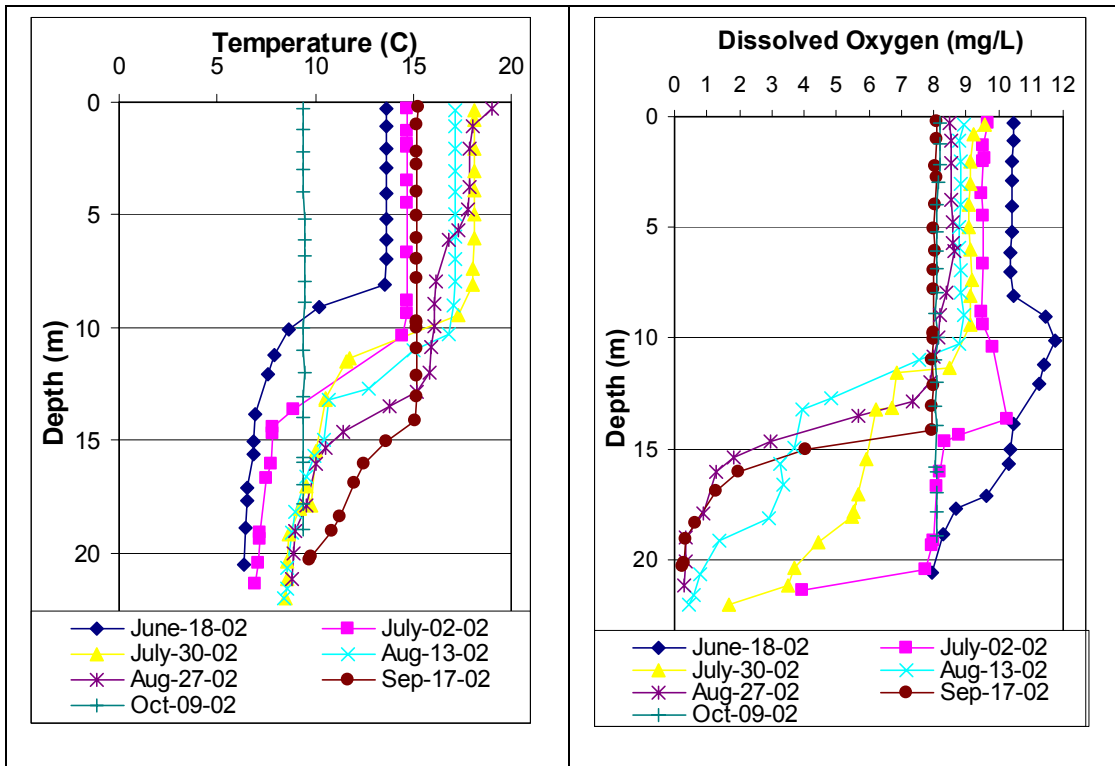 Temperature (C)
0 5 10 15 20
0
5
10
15
20
Depth (m)
June-18-02 July-02-02
July-30-02 Aug-13-02
Aug-27-02 Sep-17-02
Oct-09-02
Dissolved Oxygen (mg/L)
0 1 2 3 4 5 6 7 8 9 10 11 12
0
5
10
15
20
Depth (m)
June-18-02 July-02-02
July-30-02 Aug-13-02
Aug-27-02 Sep-17-02
Oct-09-02